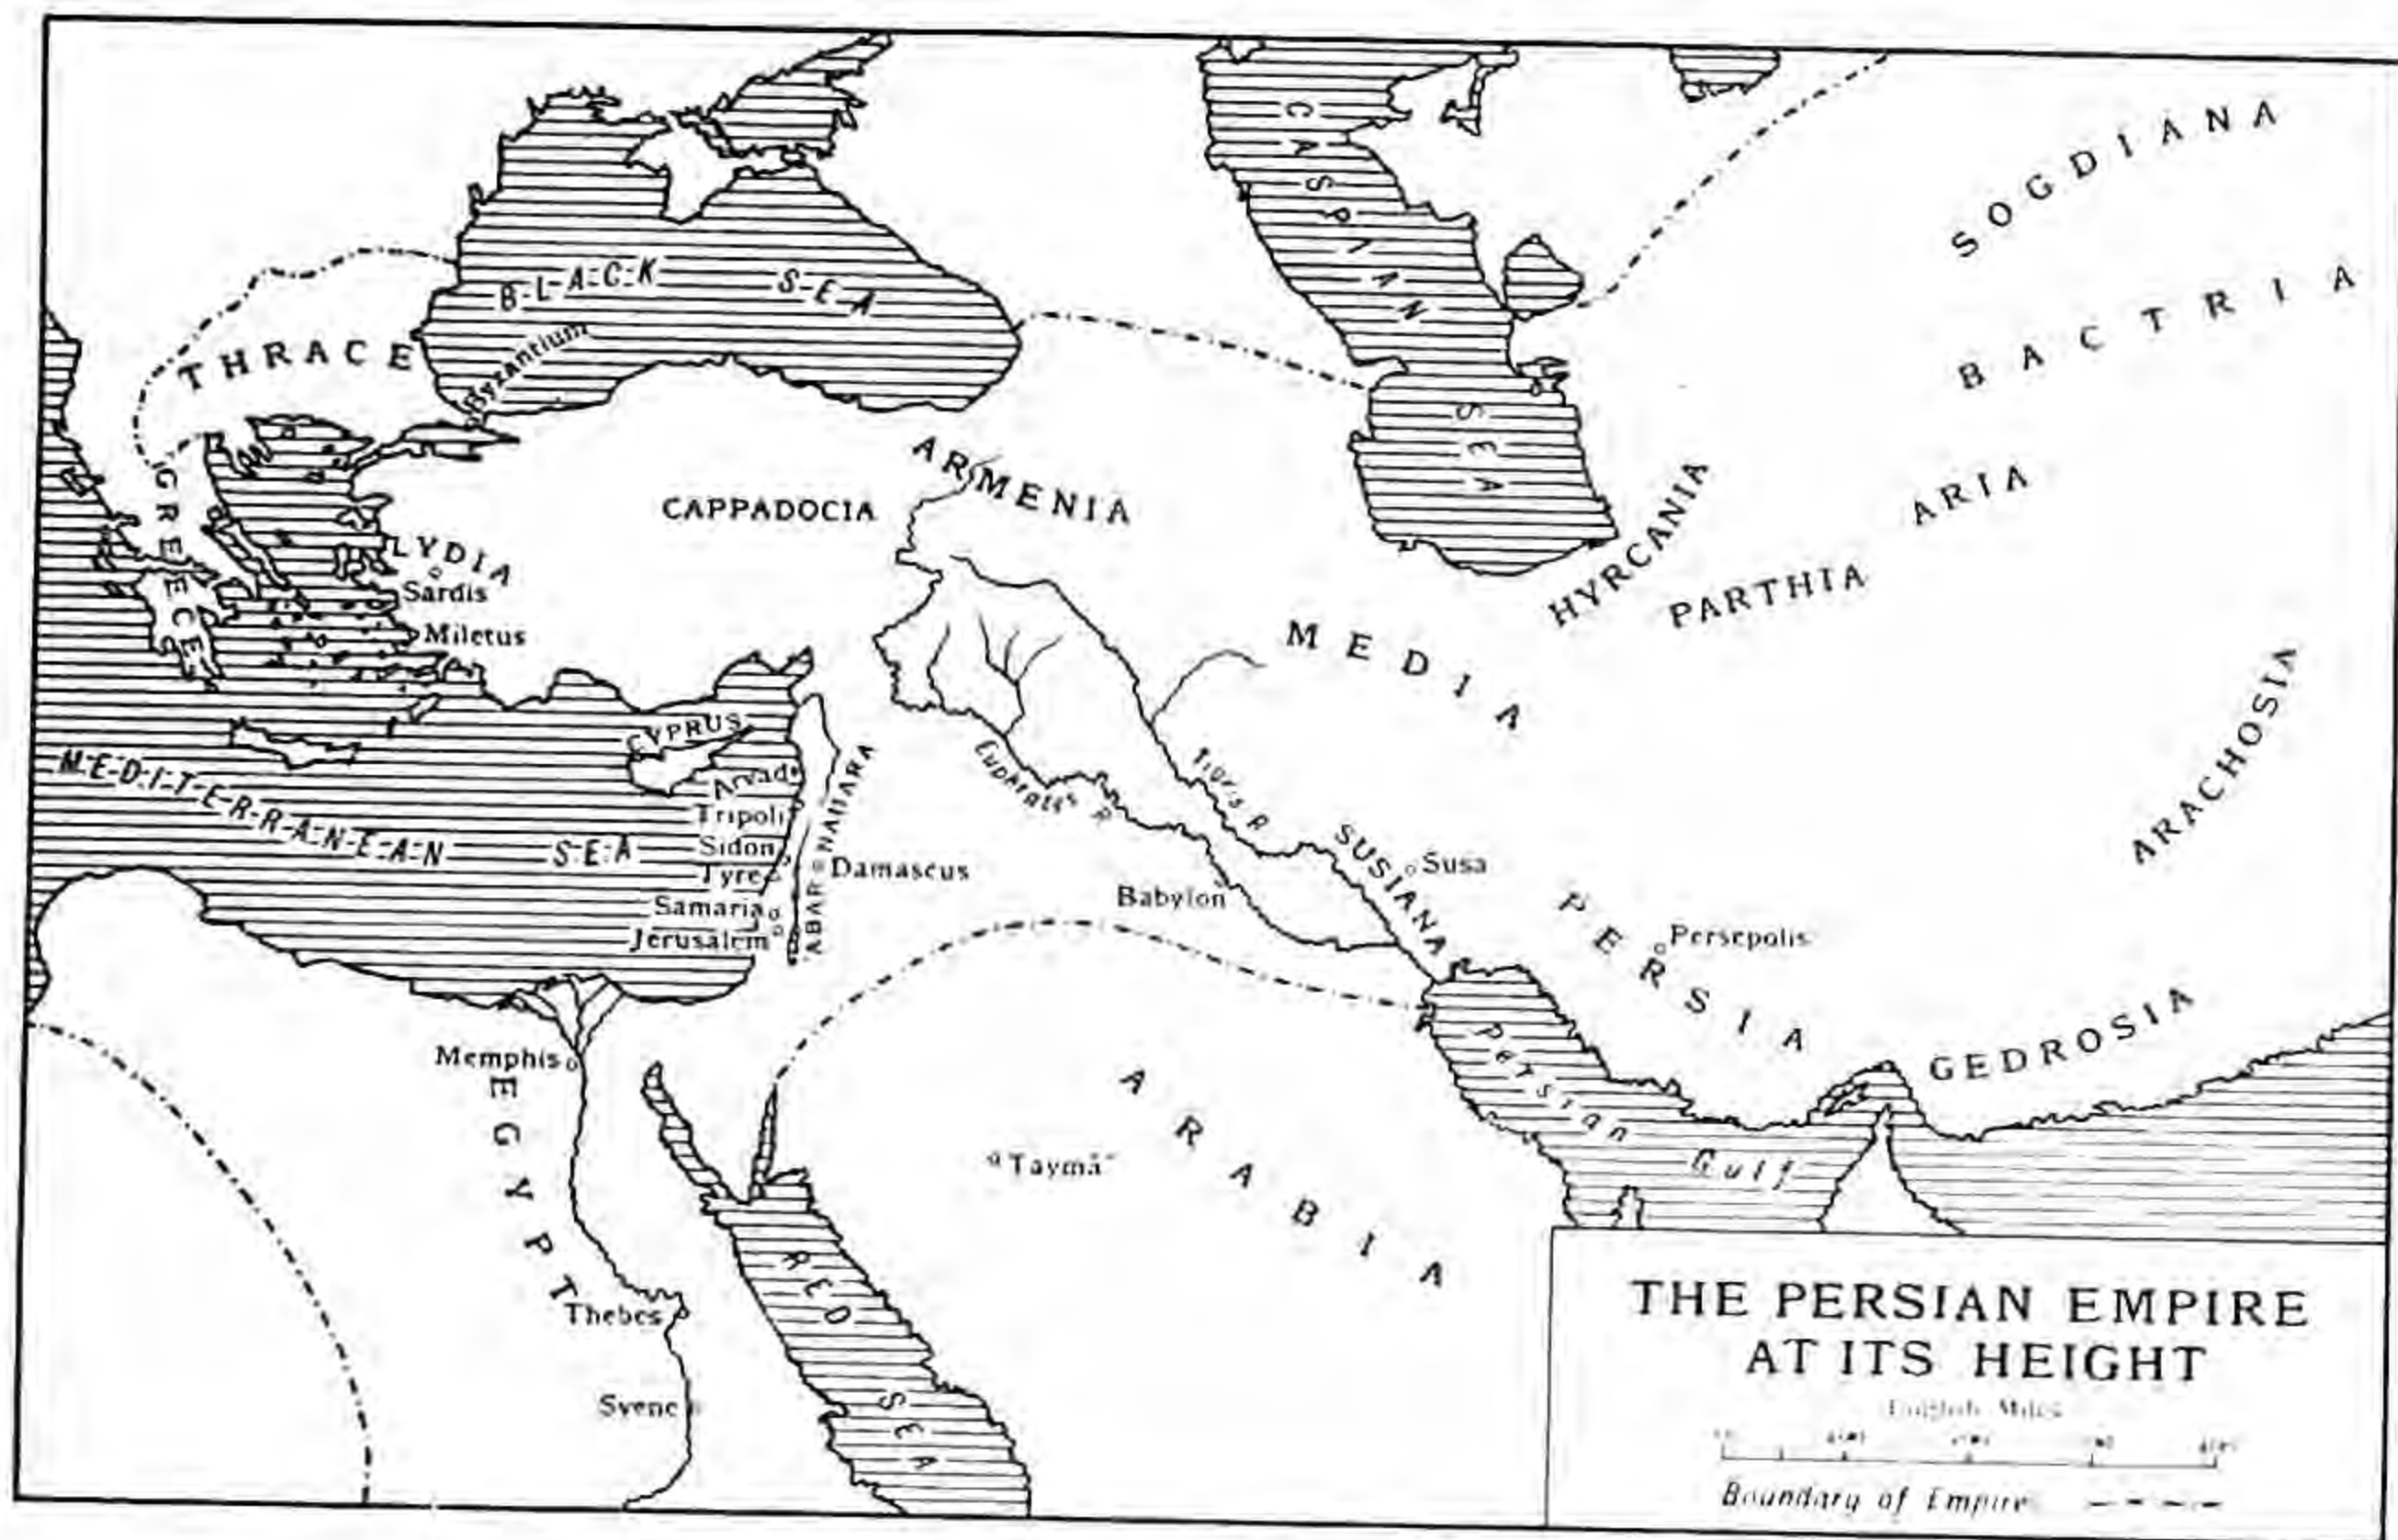 CASPIAN SEA
SOGDIANA
BLACK SEA
BACTRIA
THRACE
Byzantium
ARMENIA
CAPPADOCIA
GREECE
HYRCANIA
ARIA
LYDIA
Sardis
PARTHIA
Miletus
MEDIA
ARACHOSIA
CYPRUS
MEDITERRANEAN SEA
Arvad
Tripoli
Sidon
Tyre
Samaria
Jerusalem
'ABAR NAHARA
Damascus
Euphrates R
Tigris R
SUSIANA
Susa
Babylon
PERSIA
Persepolis
GEDROSIA
Memphis
EGYPT
Persian Gulf
ARABIA
Taymā
RED SEA
Thebes
Syene
THE PERSIAN EMPIRE
AT ITS HEIGHT
English Miles
Boundary of Empire